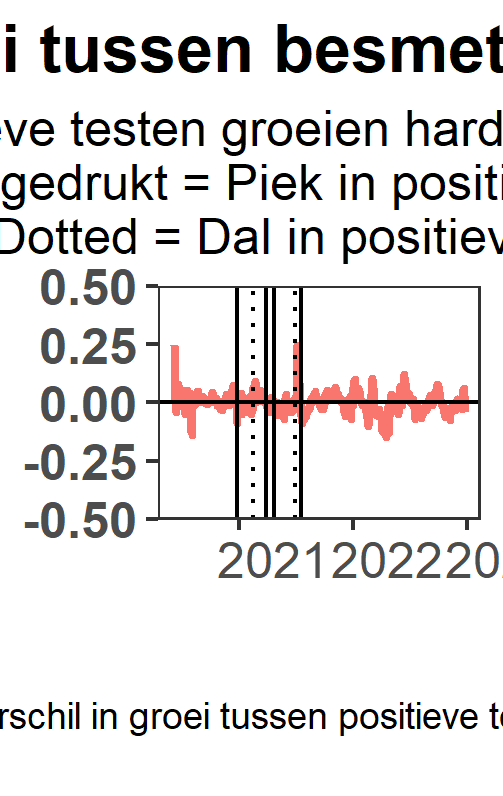 i tussen besmet
eve testen groeien hard
gedrukt = Piek in positi
Dotted = Dal in positiev
0.50
0.25
0.00
-0.25
-0.50
2021 2022 20
rschil in groei tussen positieve t